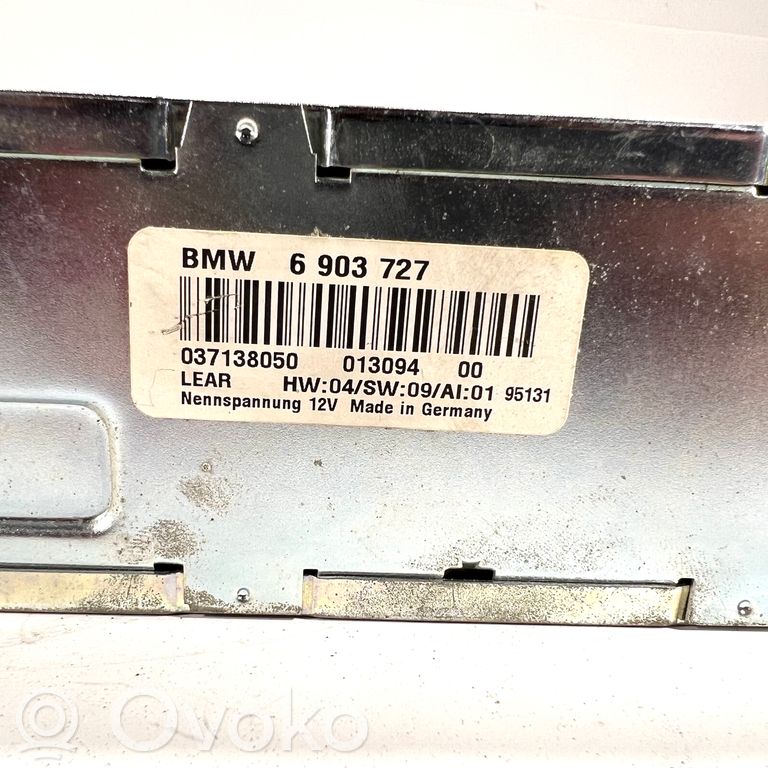 BMW 6 903 727
037138050 013094 00
LEAR HW:04/SW:09/AI:01 95131
Nennspannung 12V Made in Germany
Ovoko